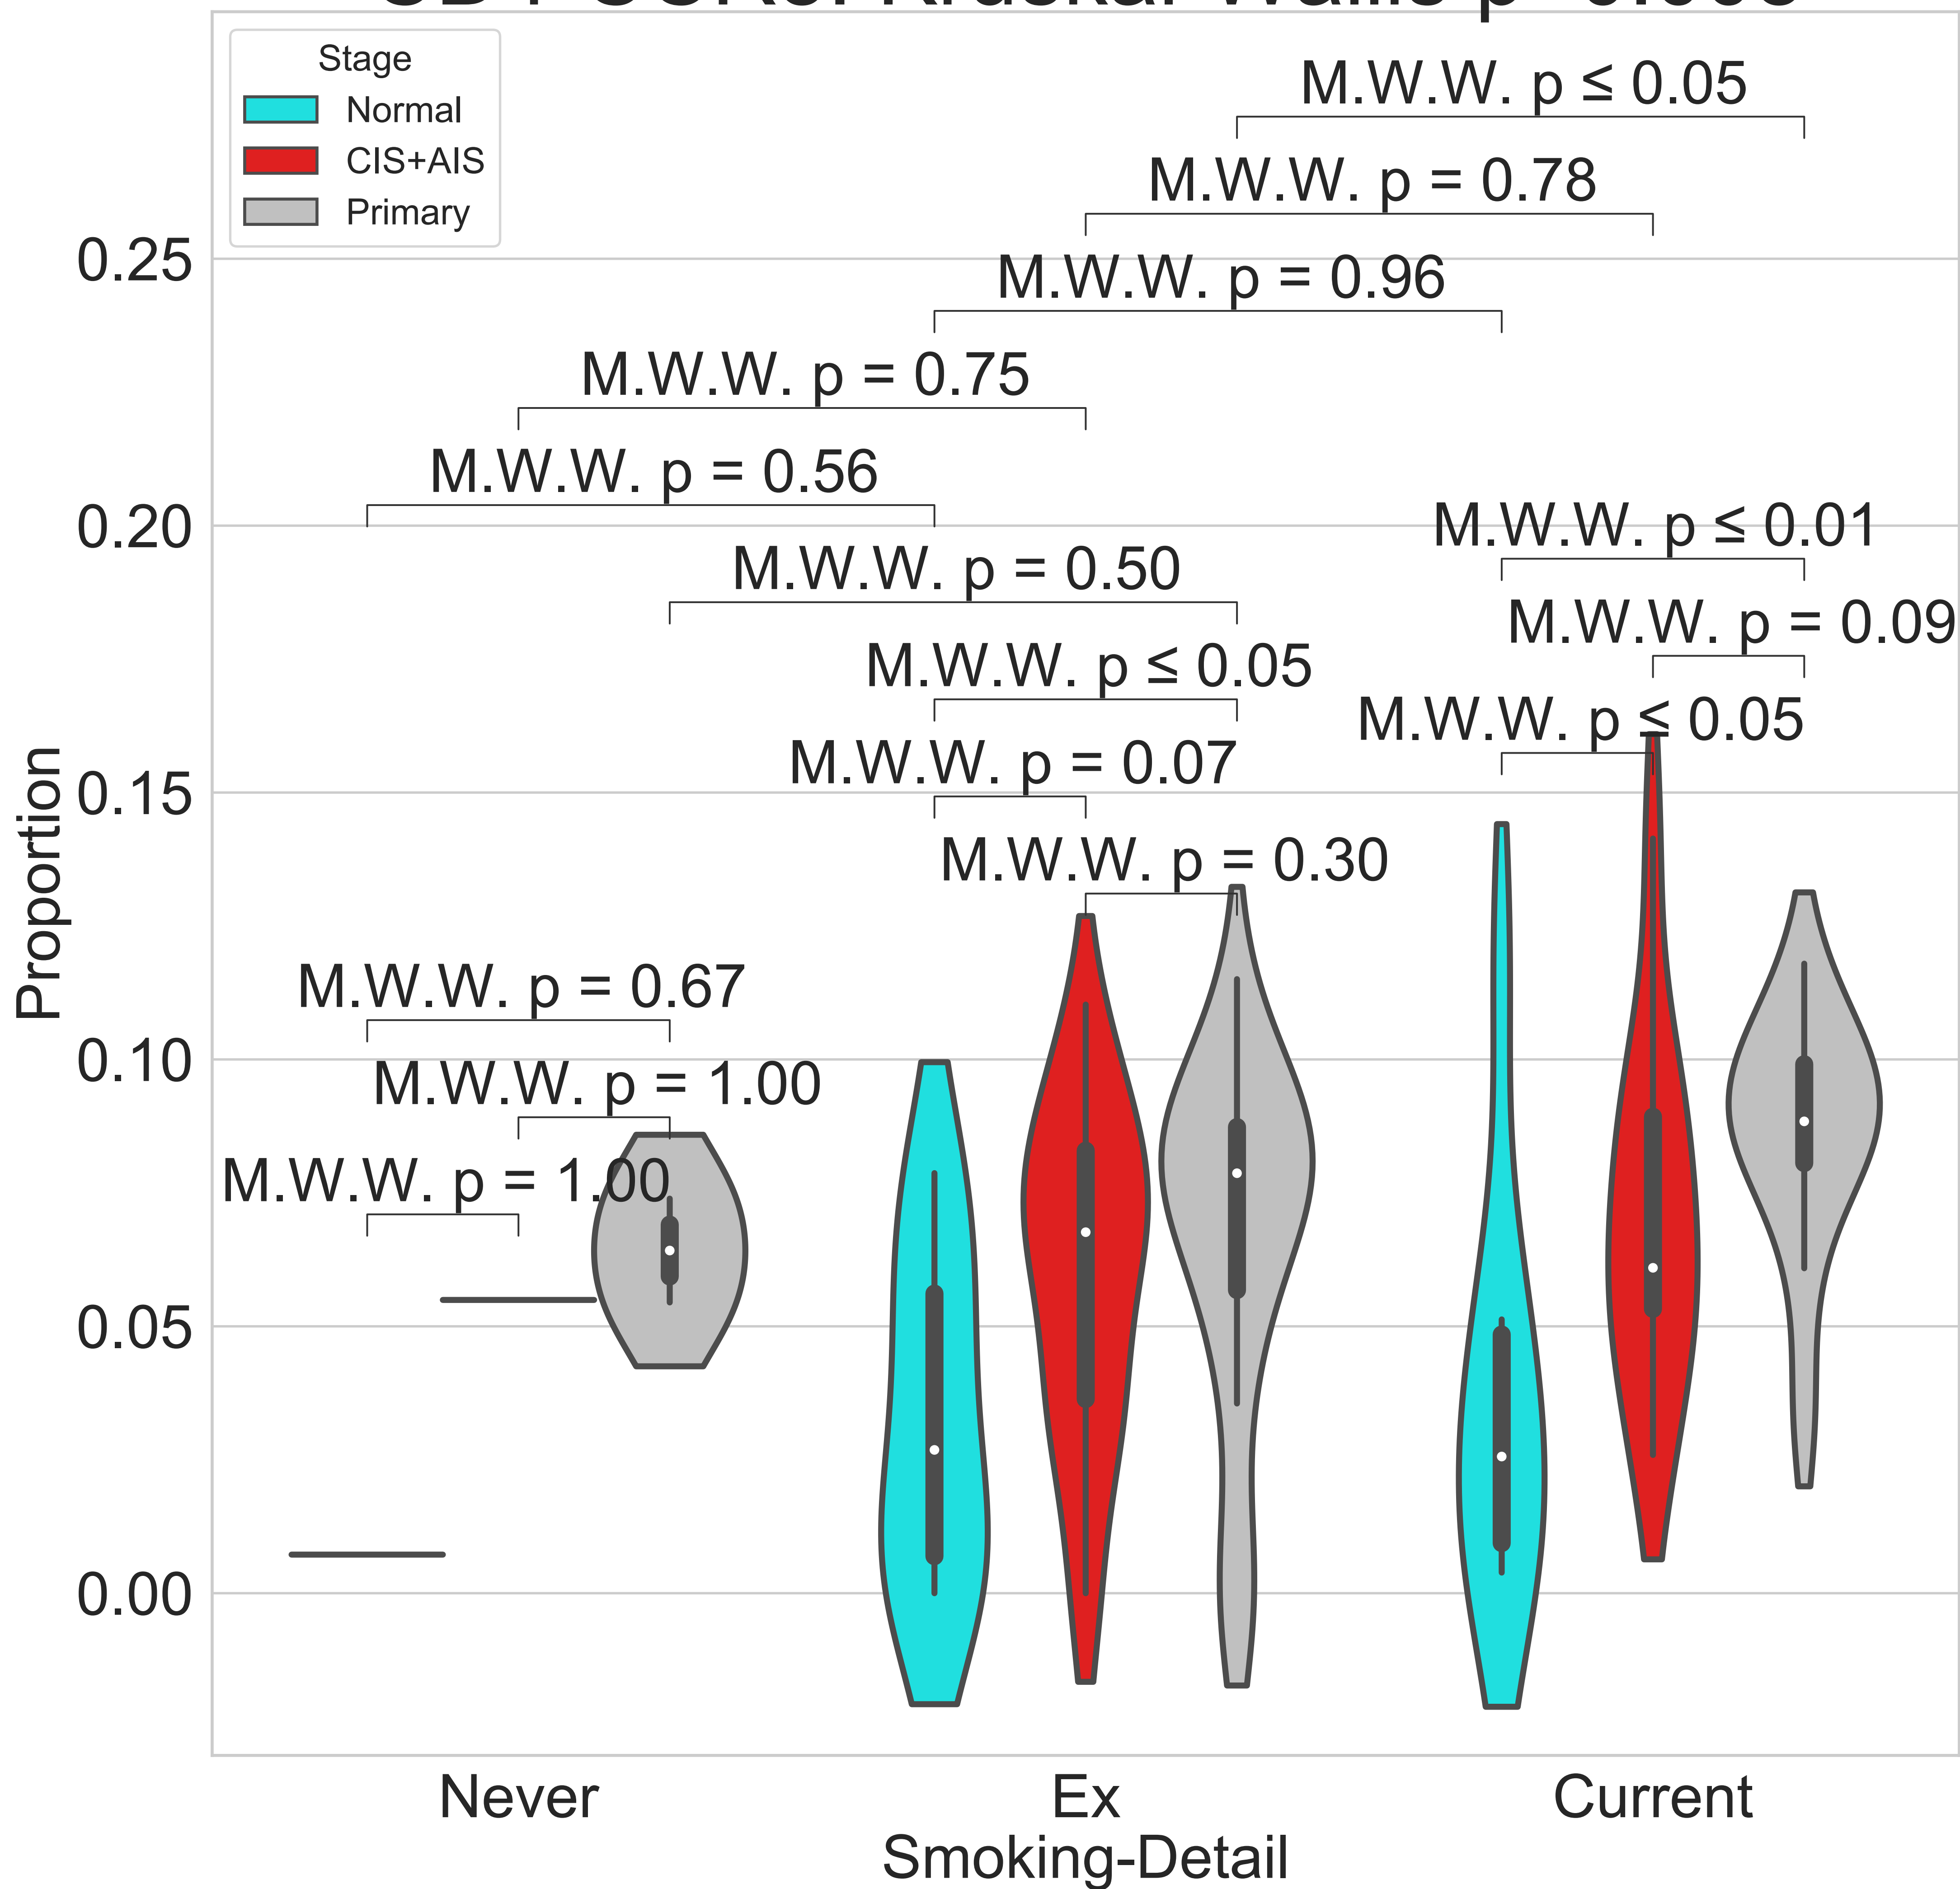 Stage
Normal
CIS+AIS
Primary
M.W.W. p ≤ 0.05
M.W.W. p = 0.78
0.25
M.W.W. p = 0.96
M.W.W. p = 0.75
M.W.W. p = 0.56
0.20
M.W.W. p ≤ 0.01
M.W.W. p = 0.50
M.W.W. p = 0.09
M.W.W. p ≤ 0.05
M.W.W. p ≤ 0.05
M.W.W. p = 0.07
0.15
M.W.W. p = 0.30
Proportion
M.W.W. p = 0.67
0.10
M.W.W. p = 1.00
M.W.W. p = 1.00
0.05
0.00
Never
Ex
Current
Smoking-Detail